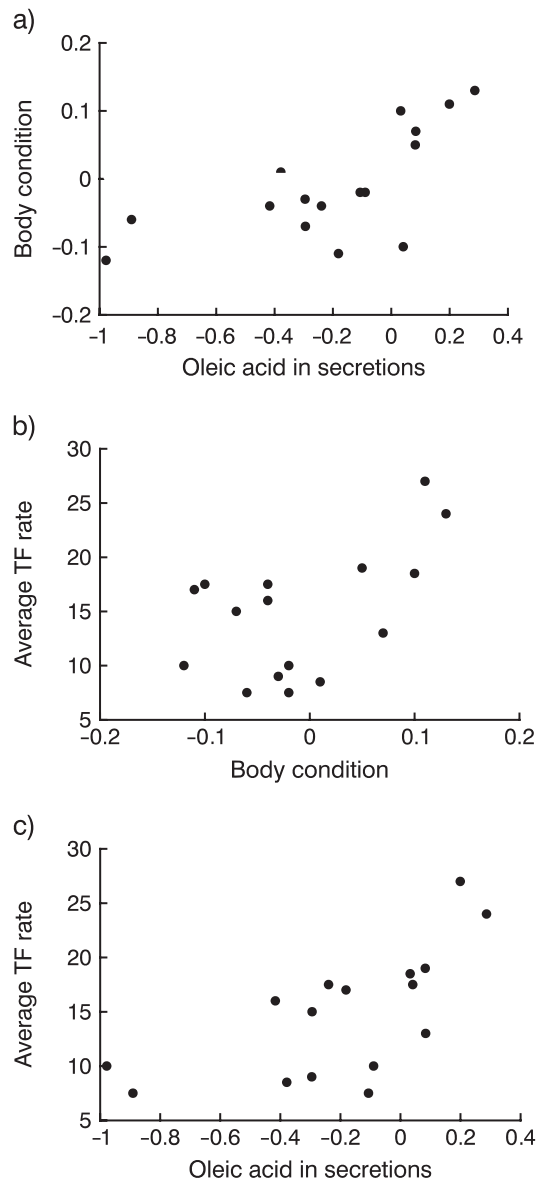 a)
0.2
0.1
0
−0.1
−0.2
Body condition
−1 −0.8 −0.6 −0.4 −0.2 0 0.2 0.4
Oleic acid in secretions
b)
30
25
20
15
10
5
Average TF rate
−0.2 −0.1 0 0.1 0.2
Body condition
c)
30
25
20
15
10
5
Average TF rate
−1 −0.8 −0.6 −0.4 −0.2 0 0.2 0.4
Oleic acid in secretions